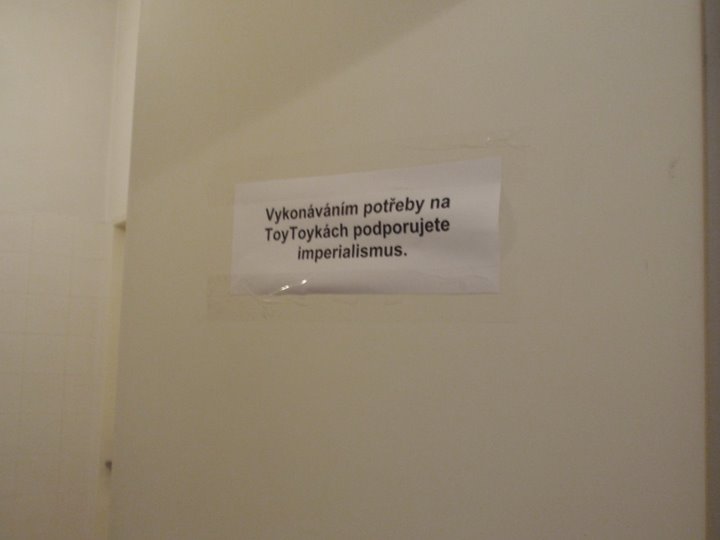 Vykonáváním potřeby na
ToyToykách podporujete
imperialismus.